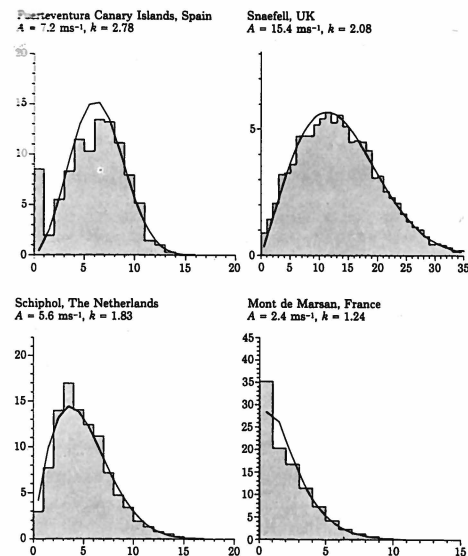 Fuerteventura Canary Islands, Spain
A = 7.2 ms⁻¹, k = 2.78
20
15
10
5
0
0 5 10 15 20
Snaefell, UK
A = 15.4 ms⁻¹, k = 2.08
5
0
0 5 10 15 20 25 30 35
Schiphol, The Netherlands
A = 5.6 ms⁻¹, k = 1.83
20
15
10
5
0
0 5 10 15 20
Mont de Marsan, France
A = 2.4 ms⁻¹, k = 1.24
45
40
35
30
25
20
15
10
5
0
0 5 10 15